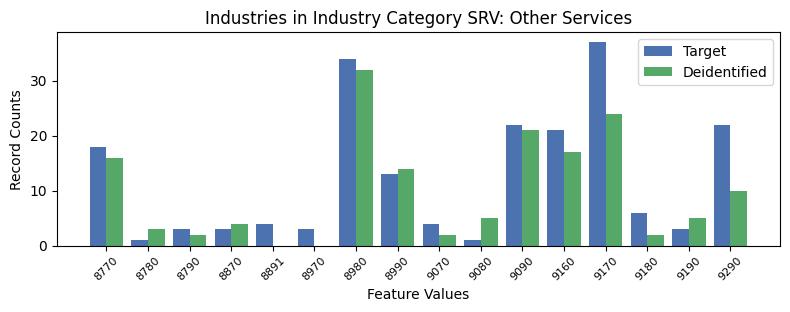 Industries in Industry Category SRV: Other Services
Target
Deidentified
Record Counts
30
20
10
0
8770 8780 8790 8870 8891 8970 8980 8990 9070 9080 9090 9160 9170 9180 9190 9290
Feature Values